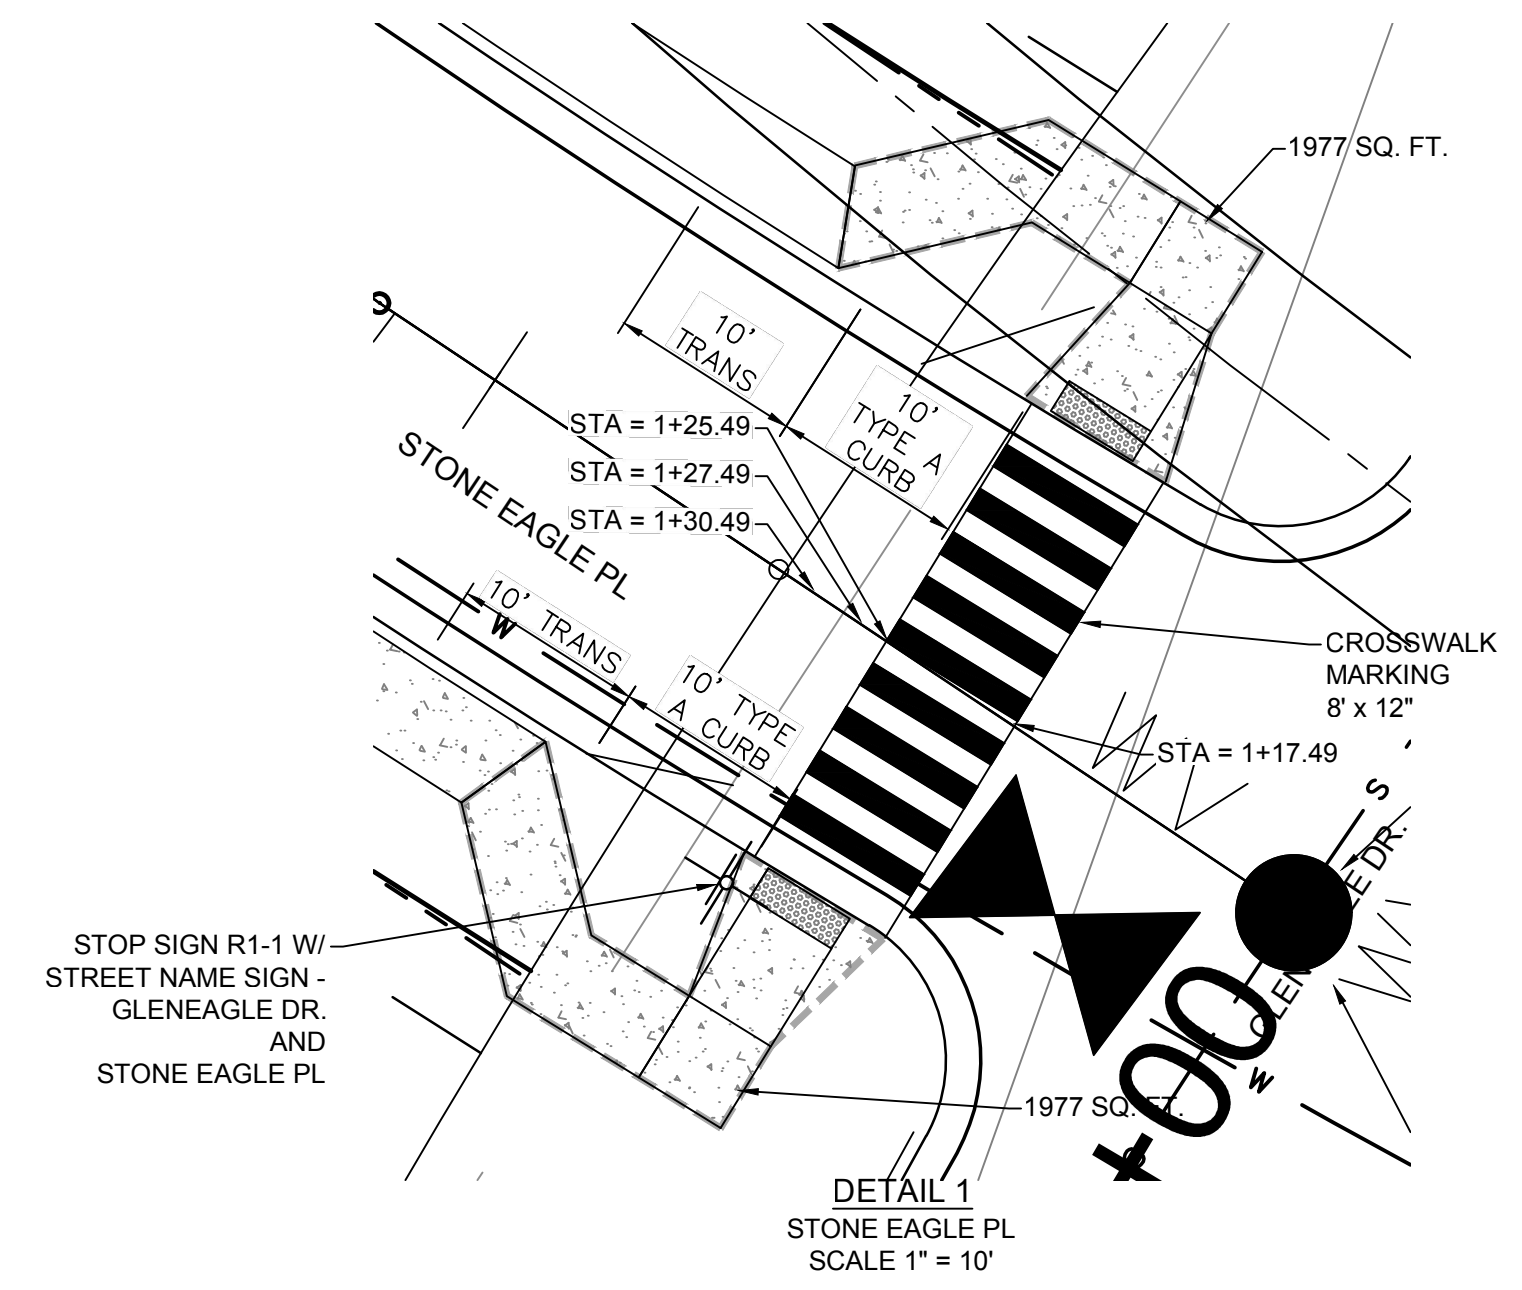 1977 SQ. FT.
10'
TRANS
10'
TYPE A
CURB
STA = 1+25.49
STA = 1+27.49
STA = 1+30.49
STONE EAGLE PL
10' TRANS
W
10' TYPE
A CURB
CROSSWALK
MARKING
8' x 12"
STA = 1+17.49
S
STOP SIGN R1-1 W/
STREET NAME SIGN -
GLENEAGLE DR.
AND
STONE EAGLE PL
+00
W
1977 SQ. FT.
DETAIL 1
STONE EAGLE PL
SCALE 1" = 10'